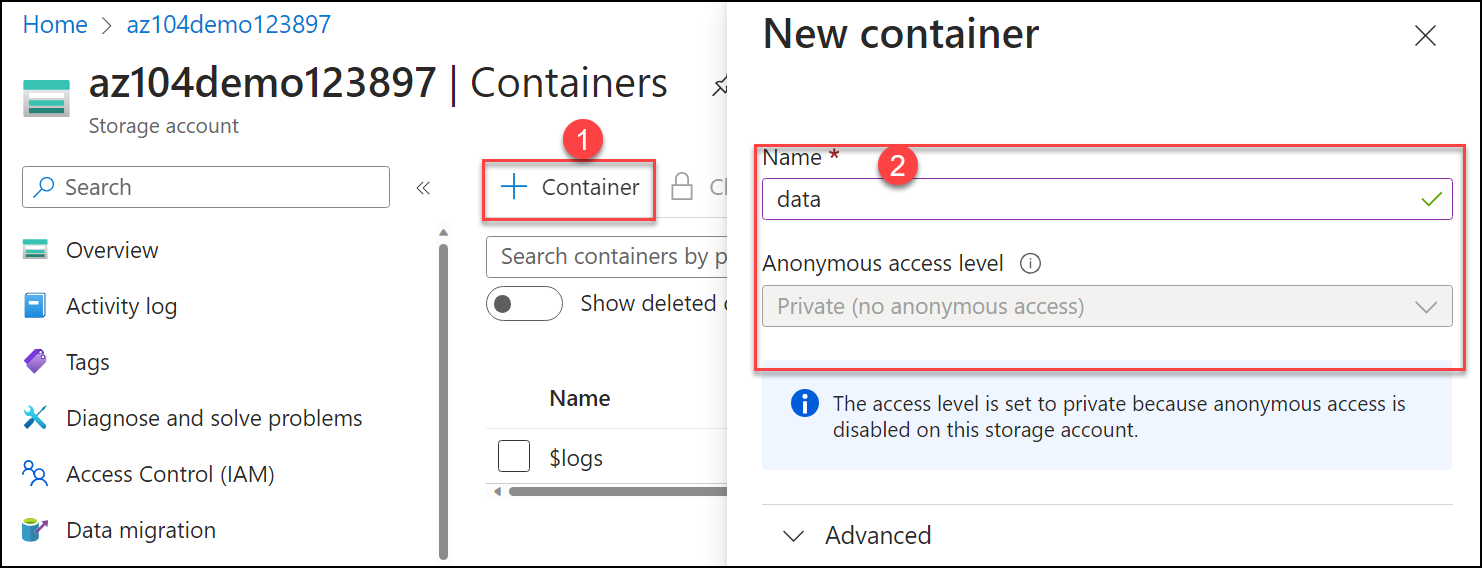 Home > az104demo123897
az104demo123897 | Containers
Storage account
Search
«
Overview
Activity log
Tags
Diagnose and solve problems
Access Control (IAM)
Data migration
1
+ Container
Search containers by
Show deleted
Name
$logs
New container
2
Name *
data
Anonymous access level
Private (no anonymous access)
The access level is set to private because anonymous access is
disabled on this storage account.
Advanced